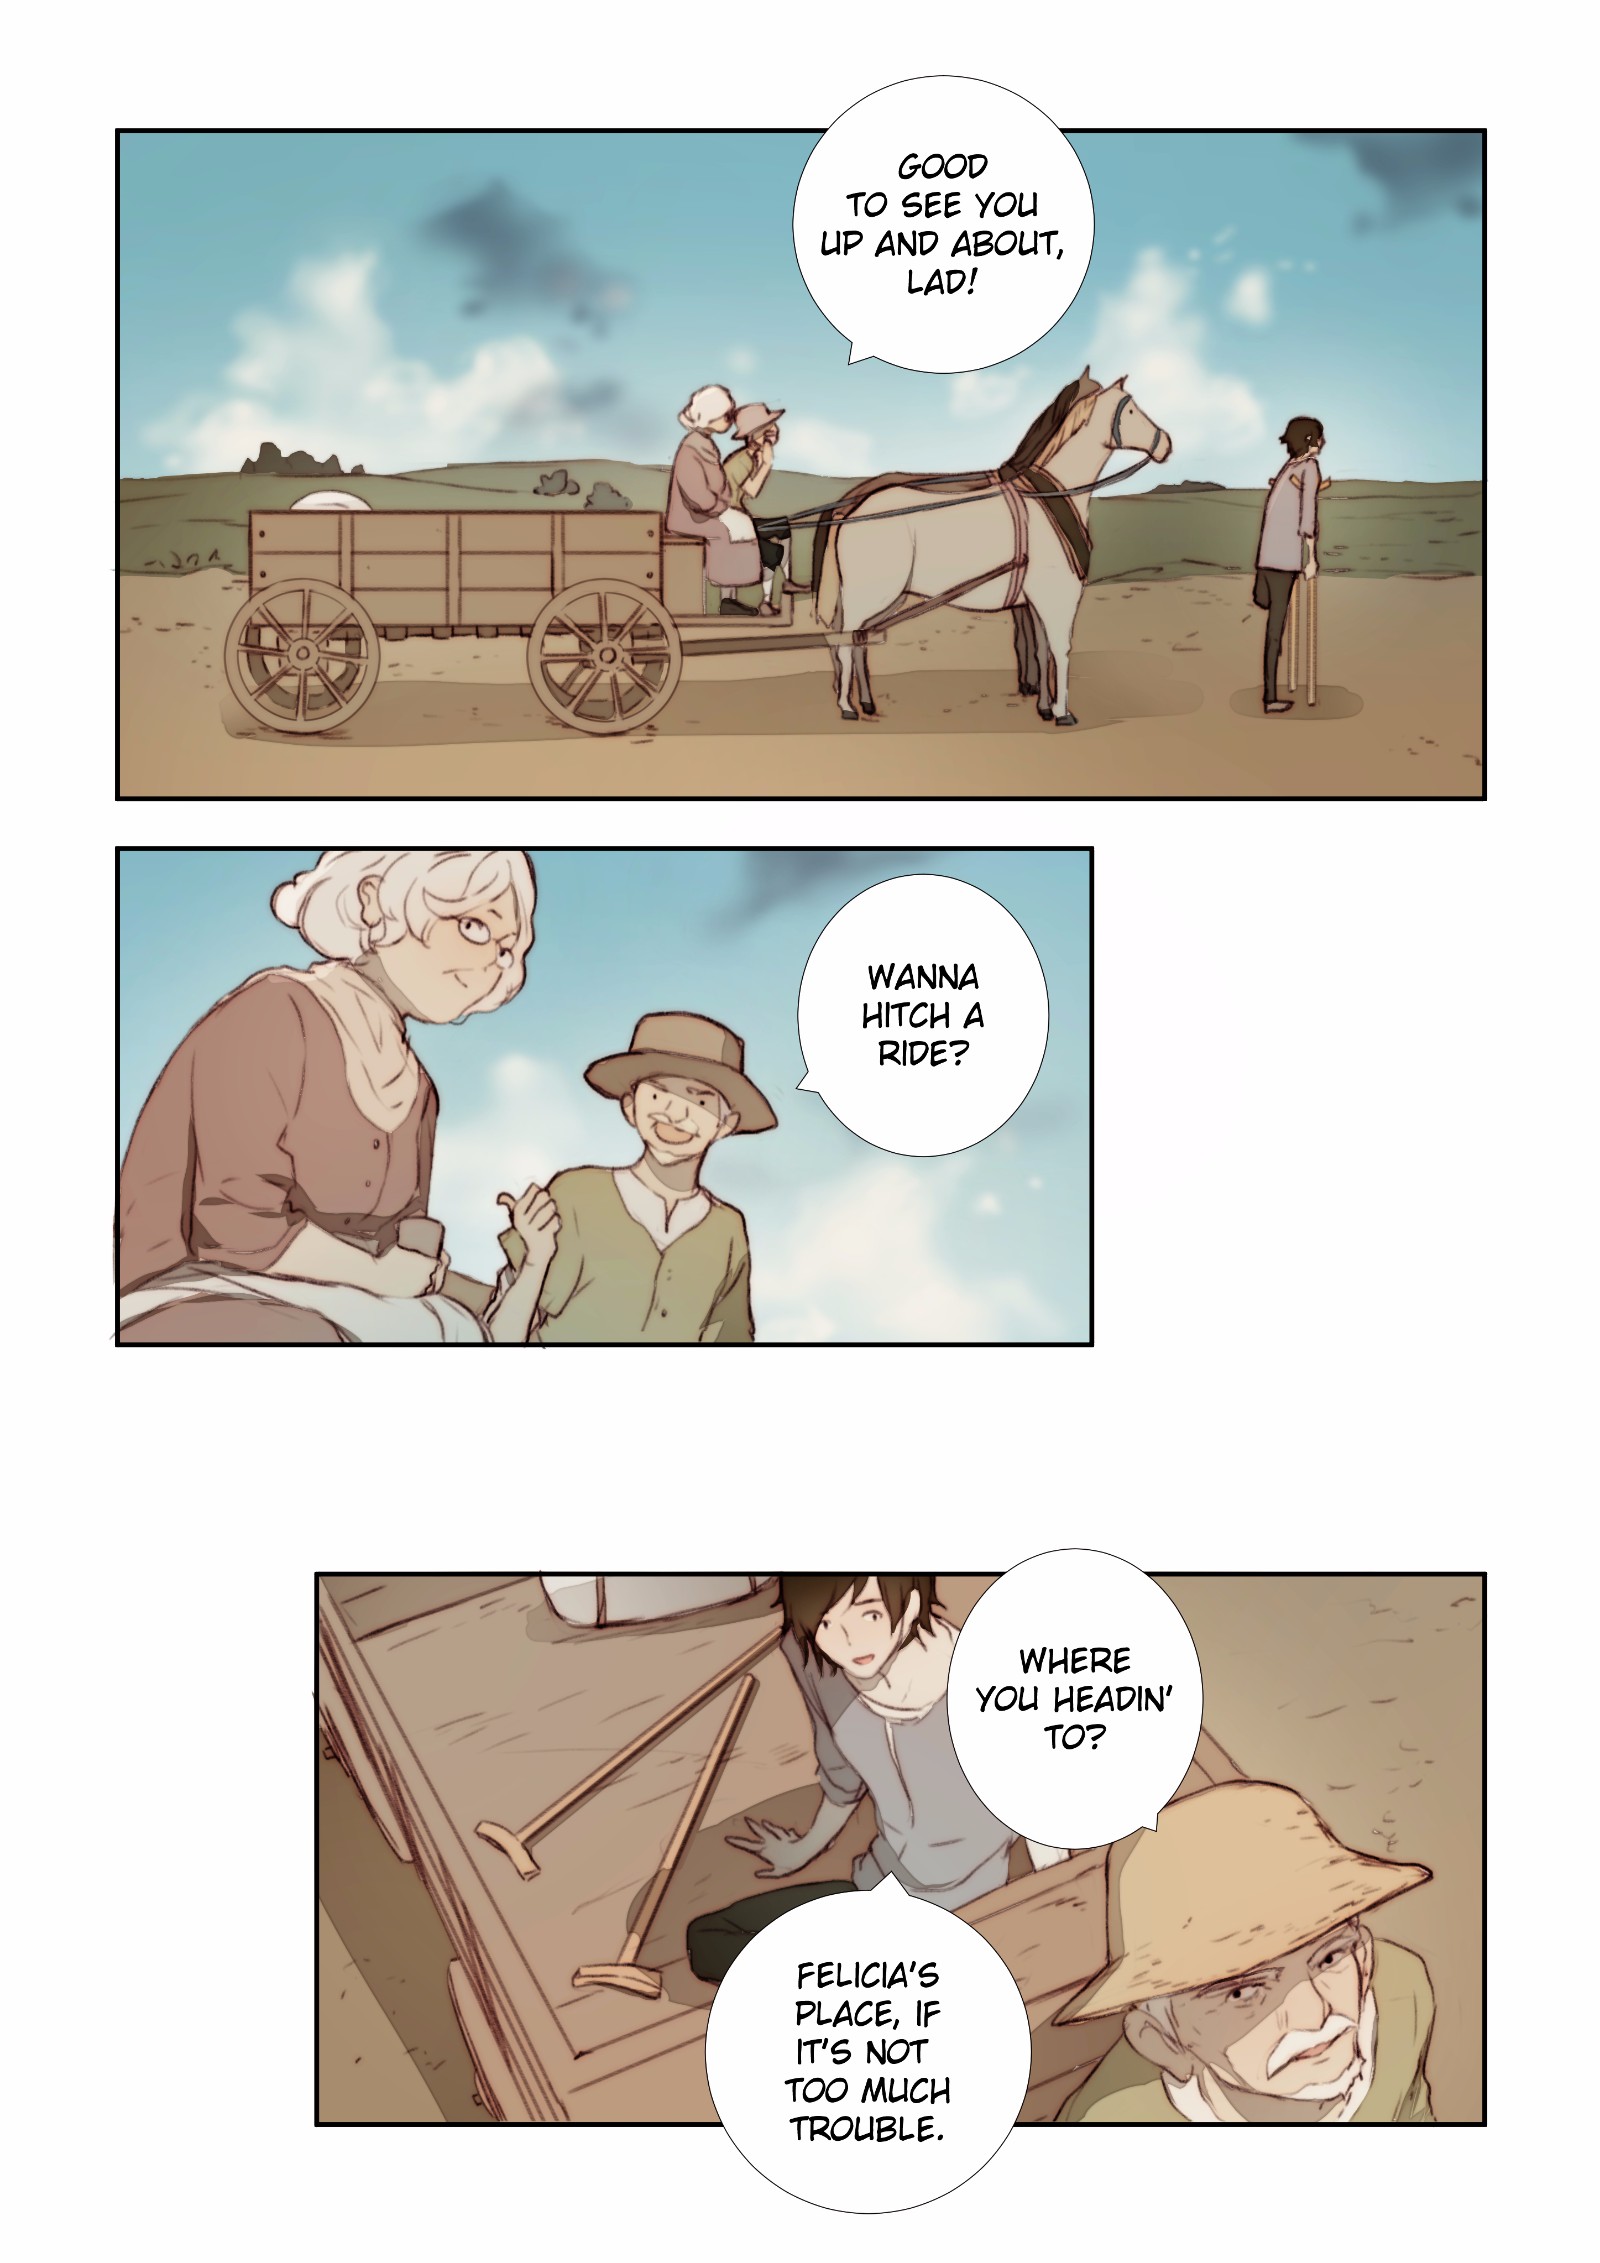 GOOD
TO SEE YOU
UP AND ABOUT,
LAD!
WANNA
HITCH A
RIDE?
WHERE
YOU HEADIN'
TO?
FELICIA'S
PLACE, IF
IT'S NOT
TOO MUCH
TROUBLE.